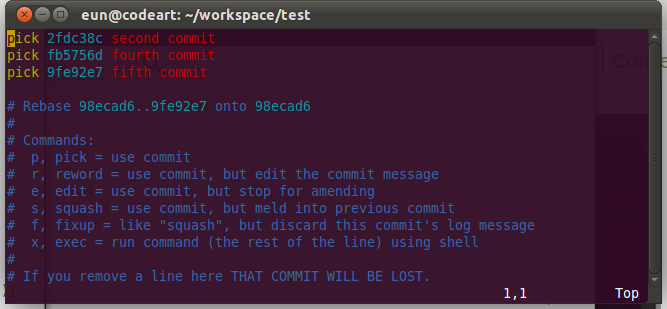 eun@codeart: ~/workspace/test
pick 2fdc38c second commit
pick fb5756d fourth commit
pick 9fe92e7 fifth commit
# Rebase 98ecad6..9fe92e7 onto 98ecad6
#
# Commands:
#  p, pick = use commit
#  r, reword = use commit, but edit the commit message
#  e, edit = use commit, but stop for amending
#  s, squash = use commit, but meld into previous commit
#  f, fixup = like "squash", but discard this commit's log message
#  x, exec = run command (the rest of the line) using shell
#
# If you remove a line here THAT COMMIT WILL BE LOST.
1,1 Top